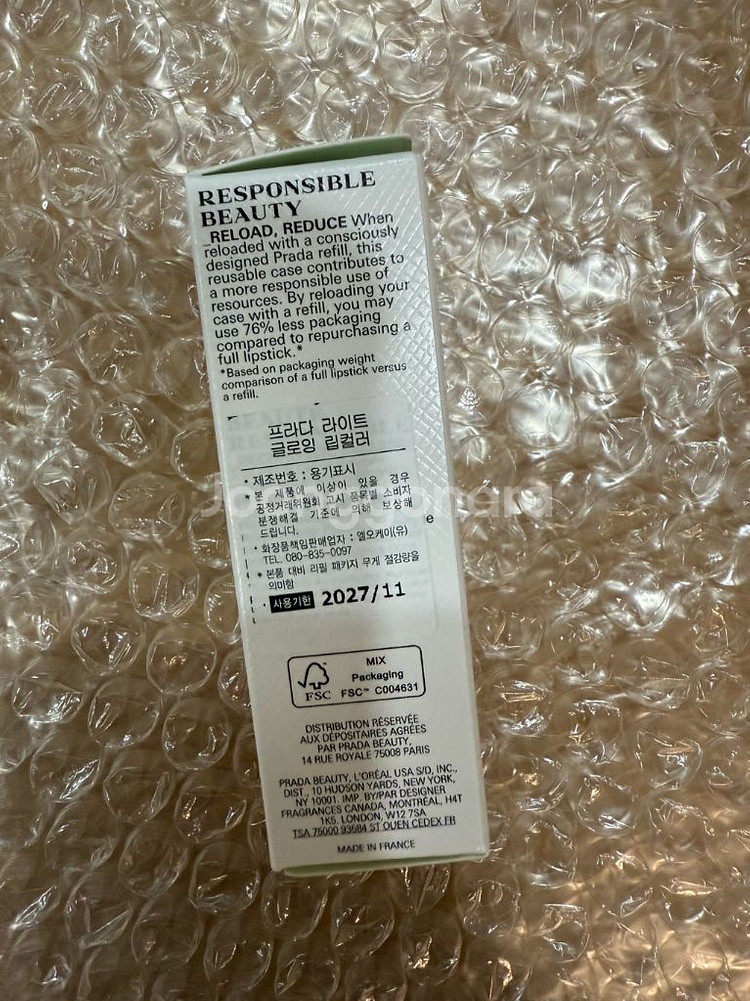 RESPONSIBLE
BEAUTY
_RELOAD, REDUCE When
reloaded with a consciously
designed Prada refill, this
reusable case contributes to
a more responsible use of
resources. By reloading your
case with a refill, you may
use 76% less packaging
compared to repurchasing a
full lipstick.*
*Based on packaging weight
comparison of a full lipstick versus
a refill.
프라다 라이트
글로잉 립컬러
• 제조번호 : 용기표시
* 본 제품에 이상이 있을 경우
공정거래위원회 고시 품목별 소비자
분쟁해결 기준에 의해 보상해
드립니다.
e
• 화장품책임판매업자 : 엘오케이(유)
TEL. 080-835-0097
* 본품 대비 리필 패키지 무게 절감량을
의미함
• 사용기한 2027/11
FSC
MIX
Packaging
FSC™ C004631
DISTRIBUTION RÉSERVÉE
AUX DÉPOSITAIRES AGRÉES
PAR PRADA BEAUTY,
14 RUE ROYALE 75008 PARIS
PRADA BEAUTY, L'ORÉAL USA S/D, INC.,
DIST., 10 HUDSON YARDS, NEW YORK,
NY 10001. IMP. BY/PAR DESIGNER
FRAGRANCES CANADA, MONTRÉAL, H4T
1K5. LONDON, W12 7SA
TSA 75000 93584 ST OUEN CEDEX FR
MADE IN FRANCE